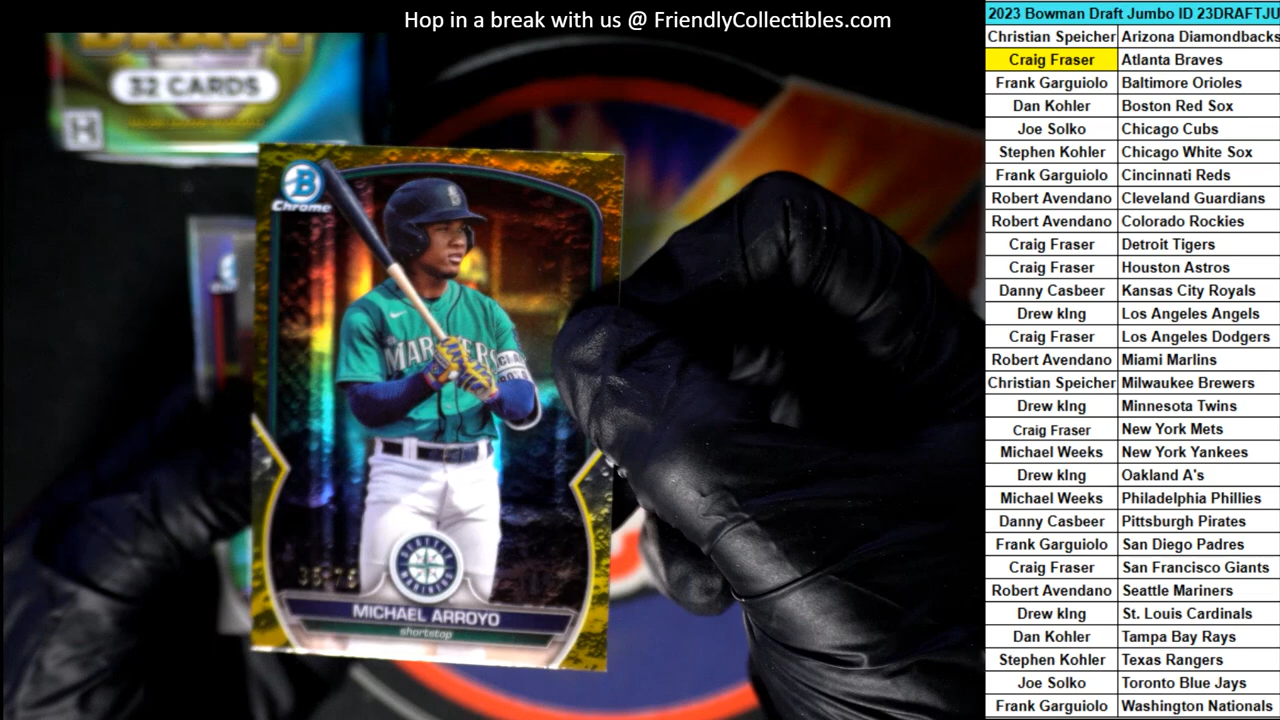 Hop in a break with us @ FriendlyCollectibles.com
DRAFT
32 CARDS
H
B
Chrome
MARINERS
MICHAEL ARROYO
shortstop
2023 Bowman Draft Jumbo ID 23DRAFTJU
Christian Speicher Arizona Diamondbacks
Craig Fraser Atlanta Braves
Frank Garguiolo Baltimore Orioles
Dan Kohler Boston Red Sox
Joe Solko Chicago Cubs
Stephen Kohler Chicago White Sox
Frank Garguiolo Cincinnati Reds
Robert Avendano Cleveland Guardians
Robert Avendano Colorado Rockies
Craig Fraser Detroit Tigers
Craig Fraser Houston Astros
Danny Casbeer Kansas City Royals
Drew kIng Los Angeles Angels
Craig Fraser Los Angeles Dodgers
Robert Avendano Miami Marlins
Christian Speicher Milwaukee Brewers
Drew kIng Minnesota Twins
Craig Fraser New York Mets
Michael Weeks New York Yankees
Drew kIng Oakland A's
Michael Weeks Philadelphia Phillies
Danny Casbeer Pittsburgh Pirates
Frank Garguiolo San Diego Padres
Craig Fraser San Francisco Giants
Robert Avendano Seattle Mariners
Drew kIng St. Louis Cardinals
Dan Kohler Tampa Bay Rays
Stephen Kohler Texas Rangers
Joe Solko Toronto Blue Jays
Frank Garguiolo Washington Nationals